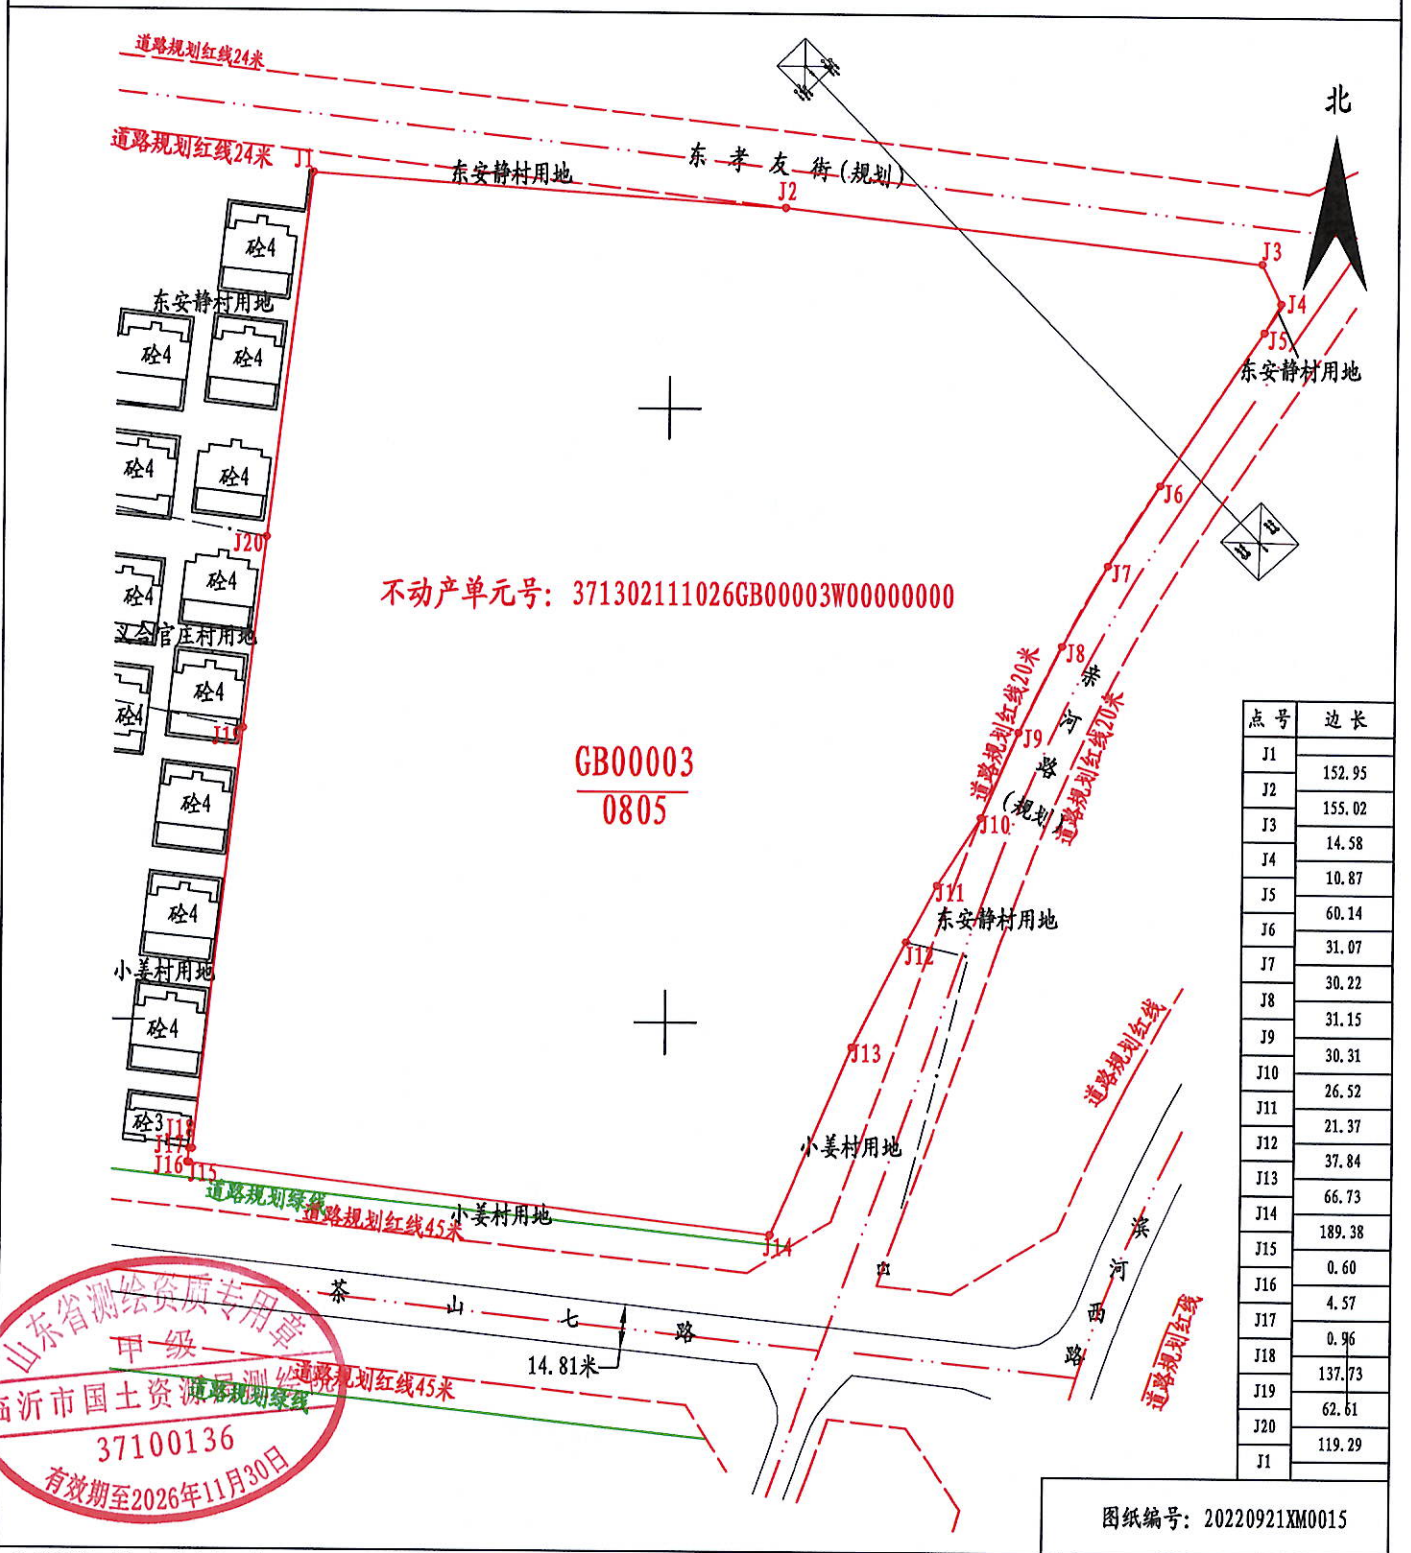 道路规划红线24米
道路规划红线24米
东孝友街(规划)
北
J1
东安静村用地
J2
J3
J4
J5
东安静村用地
砼4
东安静村用地
砼4
砼4
砼4
砼4
J6
J20
J7
不动产单元号: 371302111026GB00003W00000000
砼4
砼4
义合官庄村用地
J8
砼4
砼4
J19
道路规划红线20米
亲河路(规划)
道路规划红线20米
J9
GB00003
0805
砼4
J10
J11
东安静村用地
砼4
J12
小姜村用地
砼4
J13
道路规划红线
砼3
J18
J17
J16
J15
小姜村用地
道路规划绿线
道路规划红线45米
小姜村用地
J14
滨河西路
道路规划红线
茶山七路
14.81米
道路规划红线45米
道路规划绿线
山东省测绘资质专用章
甲级
临沂市国土资源局测绘院
37100136
有效期至2026年11月30日
点号 边长
J1
152.95
J2
155.02
J3
14.58
J4
10.87
J5
60.14
J6
31.07
J7
30.22
J8
31.15
J9
30.31
J10
26.52
J11
21.37
J12
37.84
J13
66.73
J14
189.38
J15
0.60
J16
4.57
J17
0.96
J18
137.73
J19
62.61
J20
119.29
J1
图纸编号: 20220921XM0015